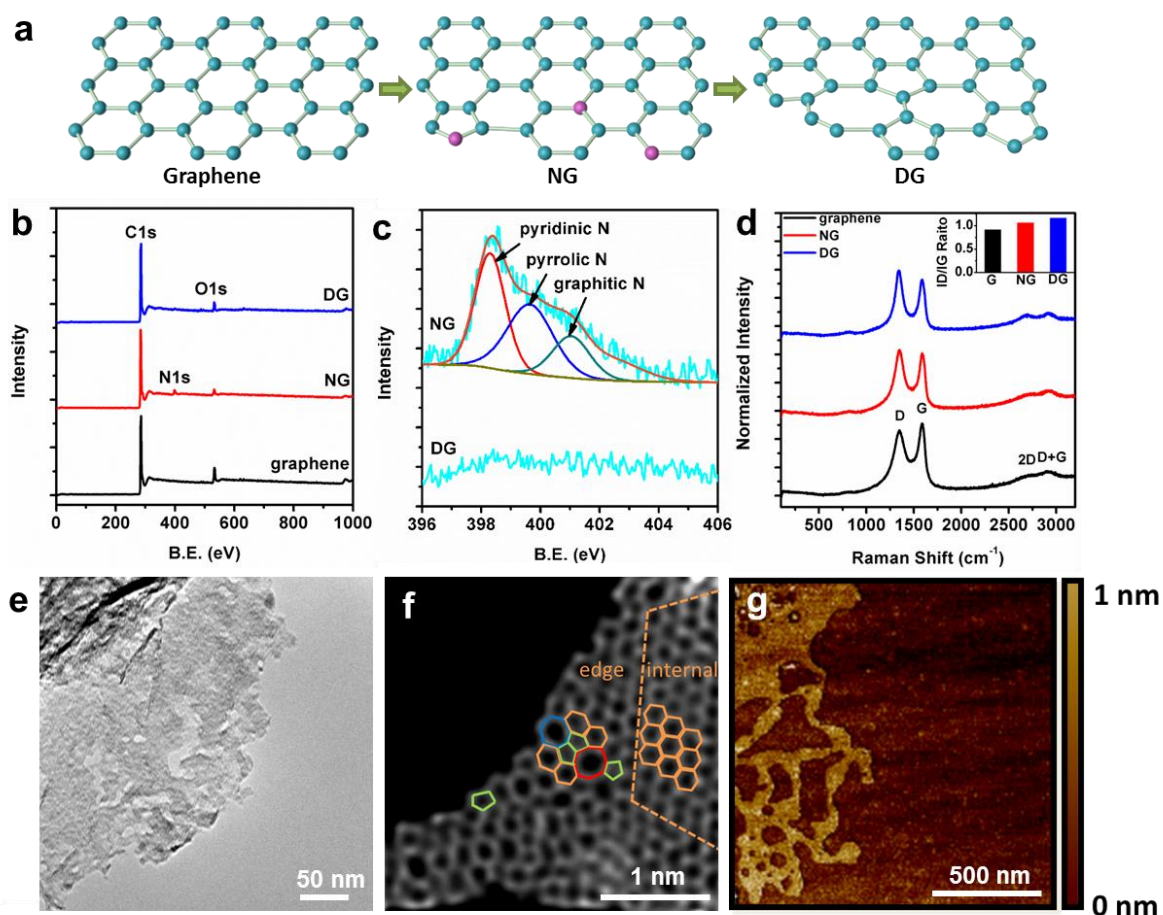 a
Graphene
NG
DG
b
C1s
O1s
DG
N1s
NG
graphene
Intensity
0 200 400 600 800 1000
B.E. (eV)
c
pyridinic N
pyrrolic N
graphitic N
NG
DG
Intensity
396 398 400 402 404 406
B.E. (eV)
d
graphene
NG
DG
ID/IG Raito
1.0
0.5
0.0
G NG DG
D G
2D D+G
Normalized Intensity
500 1000 1500 2000 2500 3000
Raman Shift (cm⁻¹)
e
50 nm
f
edge
internal
1 nm
g
500 nm
1 nm
0 nm